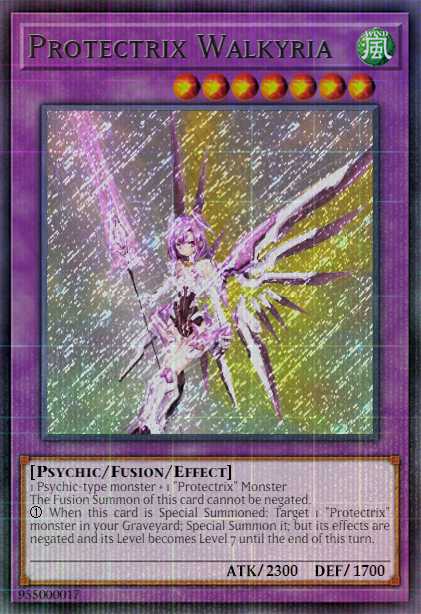 Protectrix Walkyria
WIND
風
[Psychic/Fusion/Effect]
1 Psychic-type monster + 1 "Protectrix" Monster
The Fusion Summon of this card cannot be negated.
① When this card is Special Summoned: Target 1 "Protectrix"
monster in your Graveyard; Special Summon it; but its effects are
negated and its Level becomes Level 7 until the end of this turn.
ATK/2300 DEF/1700
955000017